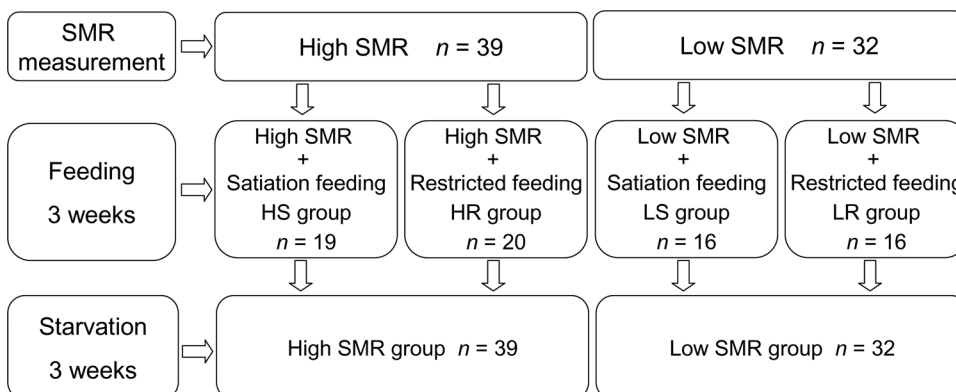 SMR
measurement
High SMR n = 39
Low SMR n = 32
Feeding
3 weeks
High SMR
+
Satiation feeding
HS group
n = 19
High SMR
+
Restricted feeding
HR group
n = 20
Low SMR
+
Satiation feeding
LS group
n = 16
Low SMR
+
Restricted feeding
LR group
n = 16
Starvation
3 weeks
High SMR group n = 39
Low SMR group n = 32